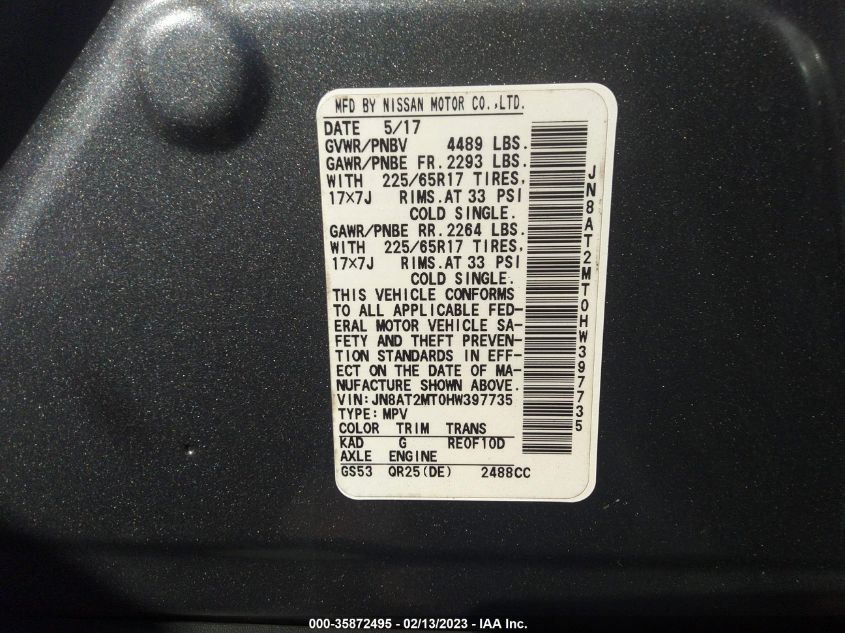 MFD BY NISSAN MOTOR CO.,LTD.
DATE 5/17
GVWR/PNBV 4489 LBS.
GAWR/PNBE FR. 2293 LBS.
WITH 225/65R17 TIRES,
17×7J RIMS.AT 33 PSI
COLD SINGLE.
GAWR/PNBE RR. 2264 LBS.
WITH 225/65R17 TIRES,
17×7J RIMS.AT 33 PSI
COLD SINGLE.
THIS VEHICLE CONFORMS
TO ALL APPLICABLE FED-
ERAL MOTOR VEHICLE SA-
FETY AND THEFT PREVEN-
TION STANDARDS IN EFF-
ECT ON THE DATE OF MA-
NUFACTURE SHOWN ABOVE.
VIN:JN8AT2MT0HW397735
TYPE:MPV
COLOR TRIM TRANS
KAD G RE0F10D
AXLE ENGINE
GS53 QR25(DE) 2488CC
JN8AT2MT0HW397735
000-35872495 - 02/13/2023 - IAA Inc.